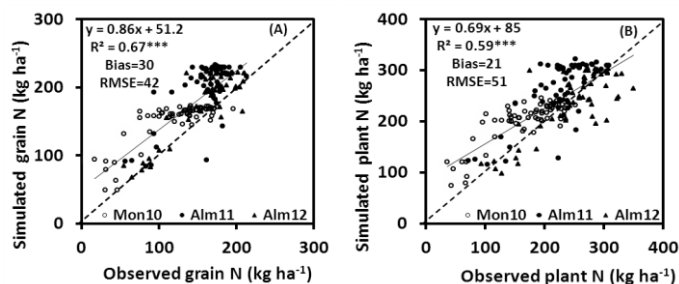 y = 0.86x + 51.2
R² = 0.67***
Bias=30
RMSE=42
(A)
300
200
100
0
Simulated grain N (kg ha⁻¹)
Mon10 Alm11 Alm12
0 100 200 300
Observed grain N (kg ha⁻¹)
y = 0.69x + 85
R² = 0.59***
Bias=21
RMSE=51
(B)
400
300
200
100
0
Simulated plant N (kg ha⁻¹)
Mon10 Alm11 Alm12
0 100 200 300 400
Observed plant N (kg ha⁻¹)